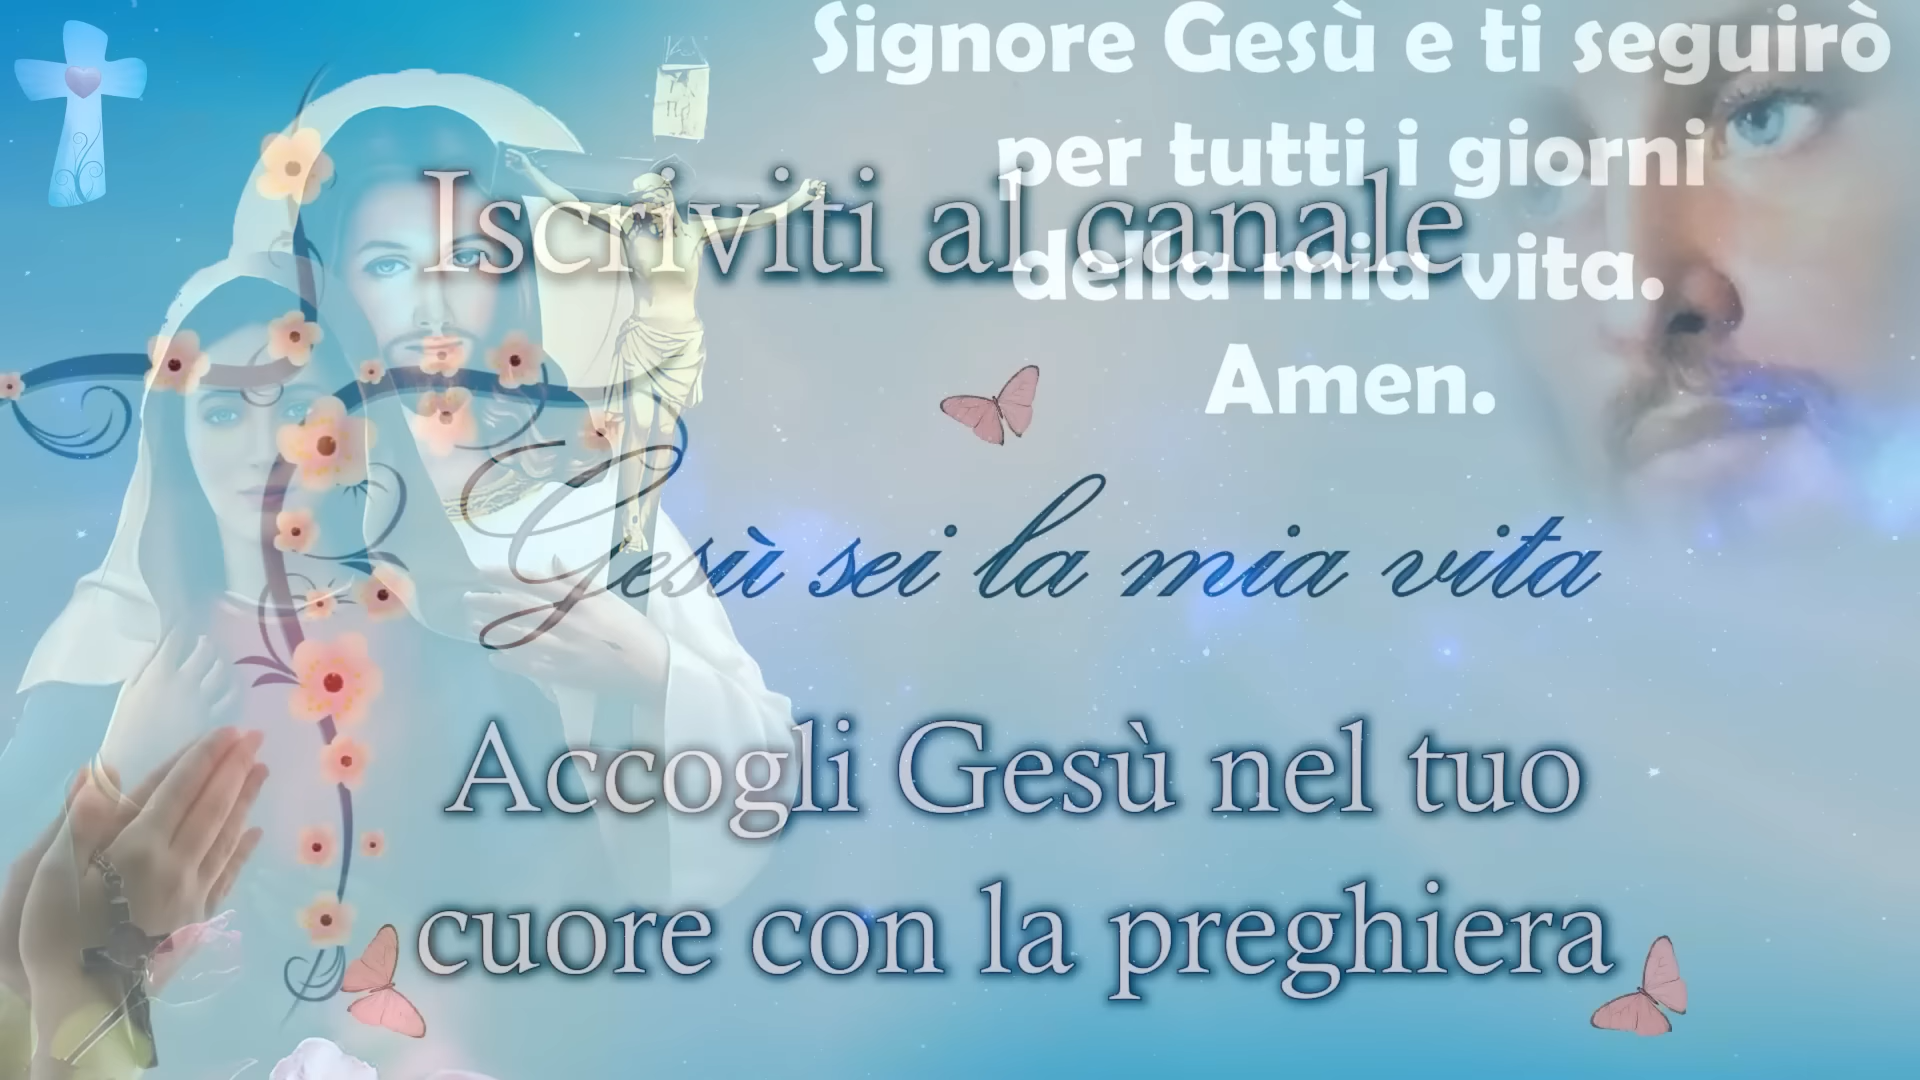 Signore Gesù e ti seguirò
per tutti i giorni
della mia vita.
Amen.
Iscriviti al canale
Gesù sei la mia vita
Accogli Gesù nel tuo
cuore con la preghiera